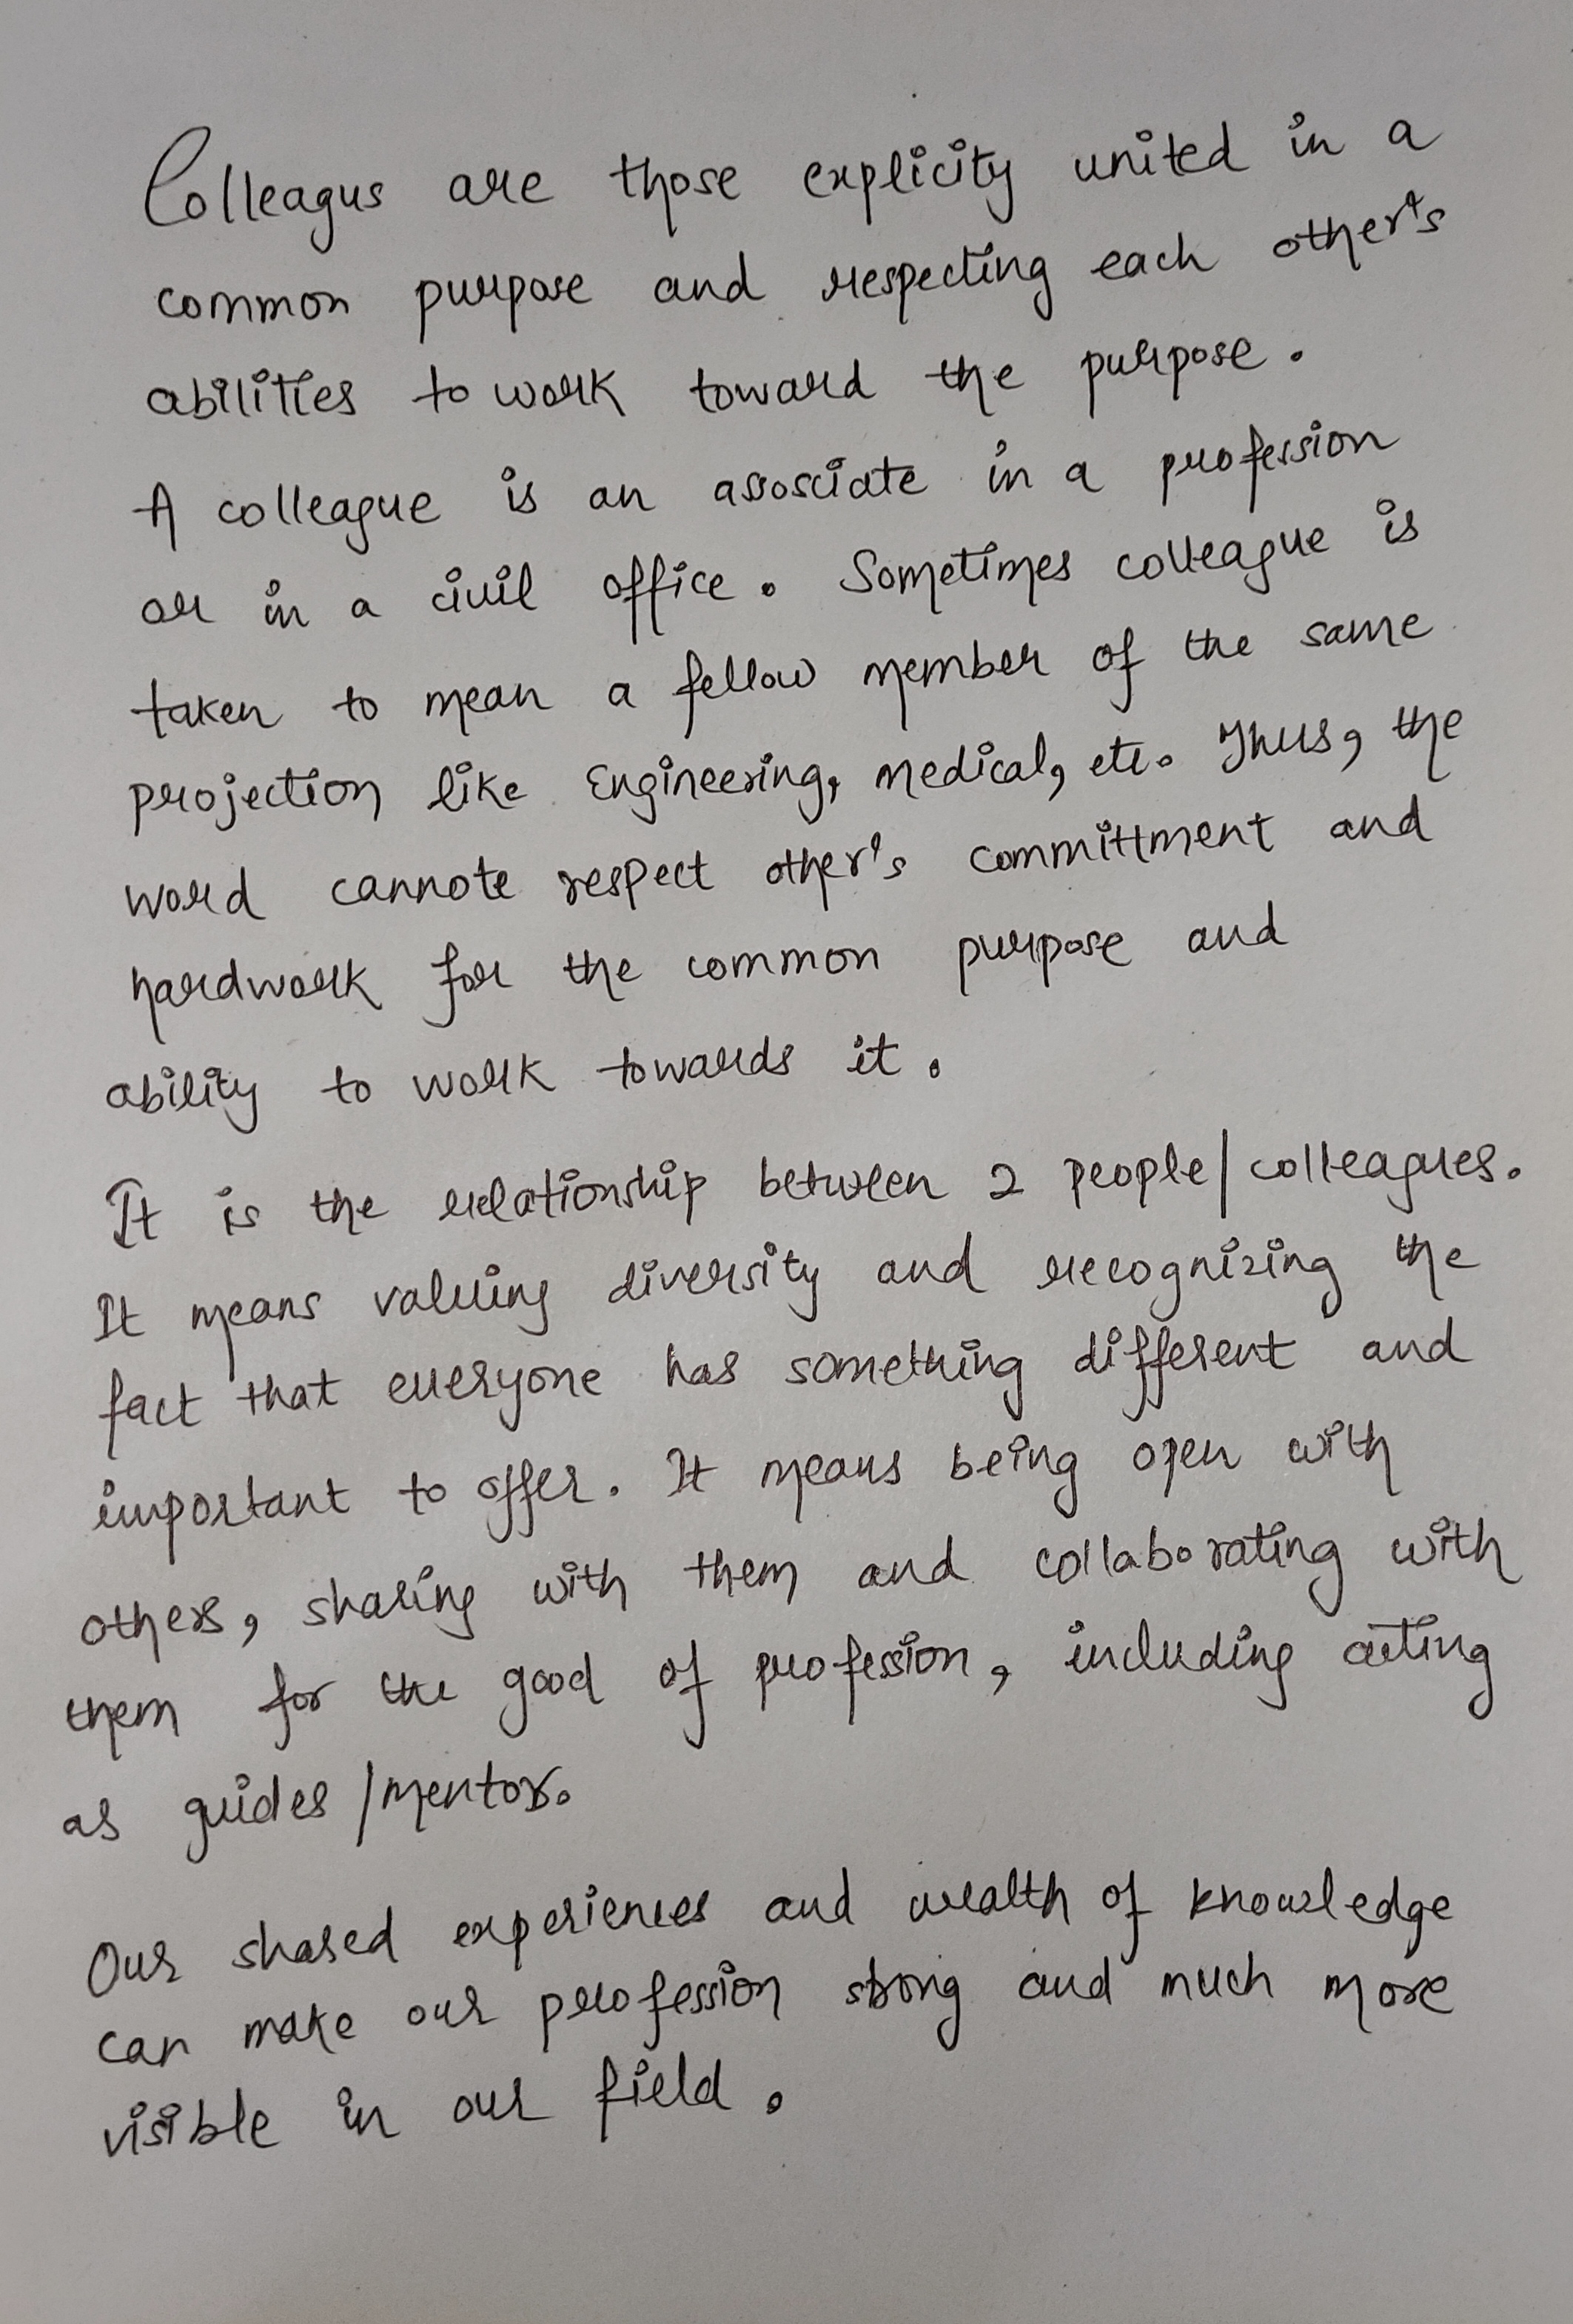 Colleagus are those explicity united in a
common purpose and respecting each other's
abilities to work toward the purpose.
A colleague is an assosciate in a profession
or in a civil office. Sometimes colleague is
taken to mean a fellow member of the same
projection like Engineering, medical, etc. Thus, the
word cannote respect other's committment and
hardwork for the common purpose and
ability to work towards it.
It is the relationship between 2 people/colleagues.
It means valuing diversity and recognizing the
fact that everyone has something different and
important to offer. It means being open with
others, sharing with them and collaborating with
them for the good of profession, including acting
as guides/mentor.
Our shared experiences and wealth of knowledge
can make our profession strong and much more
visible in our field.